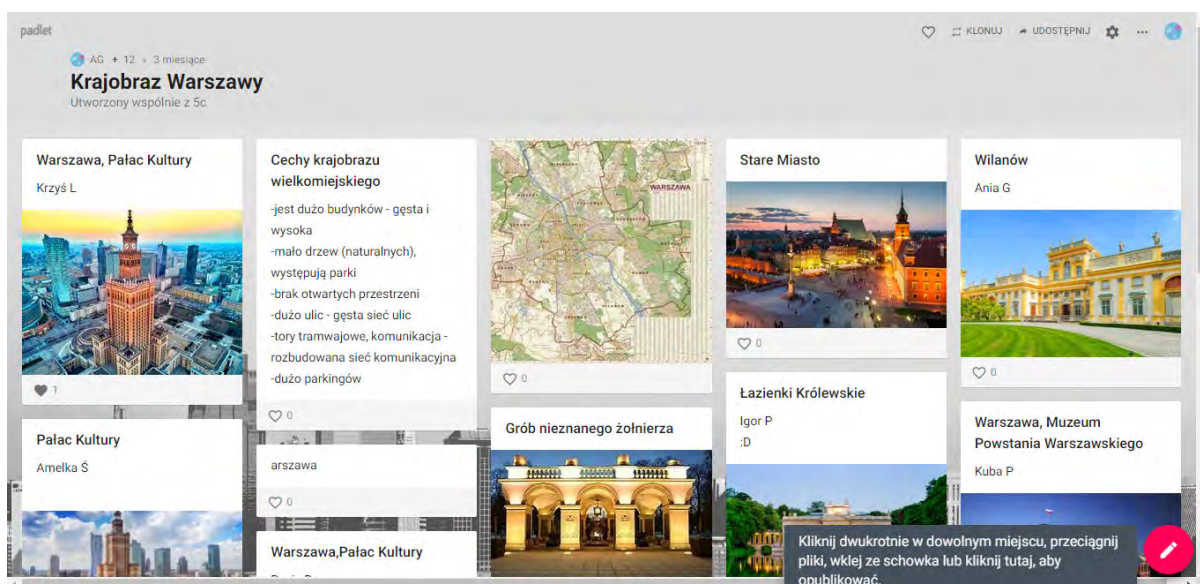 padlet
KLONUJ
UDOSTĘPNIJ
AG + 12 • 3 miesiące
Krajobraz Warszawy
Utworzony wspólnie z 5c
Warszawa, Pałac Kultury
Krzyś L
1
Pałac Kultury
Amelka Ś
Cechy krajobrazu
wielkomiejskiego
-jest dużo budynków - gęsta i
wysoka
-mało drzew (naturalnych),
występują parki
-brak otwartych przestrzeni
-dużo ulic - gęsta sieć ulic
-tory tramwajowe, komunikacja -
rozbudowana sieć komunikacyjna
-dużo parkingów
0
arszawa
0
Warszawa,Pałac Kultury
WARSZAWA
0
Grób nieznanego żołnierza
Stare Miasto
0
Łazienki Królewskie
Igor P
:D
Wilanów
Ania G
0
Warszawa, Muzeum
Powstania Warszawskiego
Kuba P
Kliknij dwukrotnie w dowolnym miejscu, przeciągnij
pliki, wklej ze schowka lub kliknij tutaj, aby
opublikować.